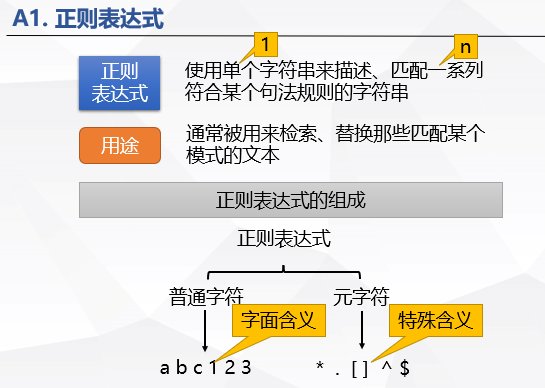 A1. 正则表达式
1
n
正则
表达式
使用单个字符串来描述、匹配一系列
符合某个句法规则的字符串
用途
通常被用来检索、替换那些匹配某个
模式的文本
正则表达式的组成
正则表达式
普通字符
元字符
字面含义
特殊含义
a b c 1 2 3
* . [ ] ^ $